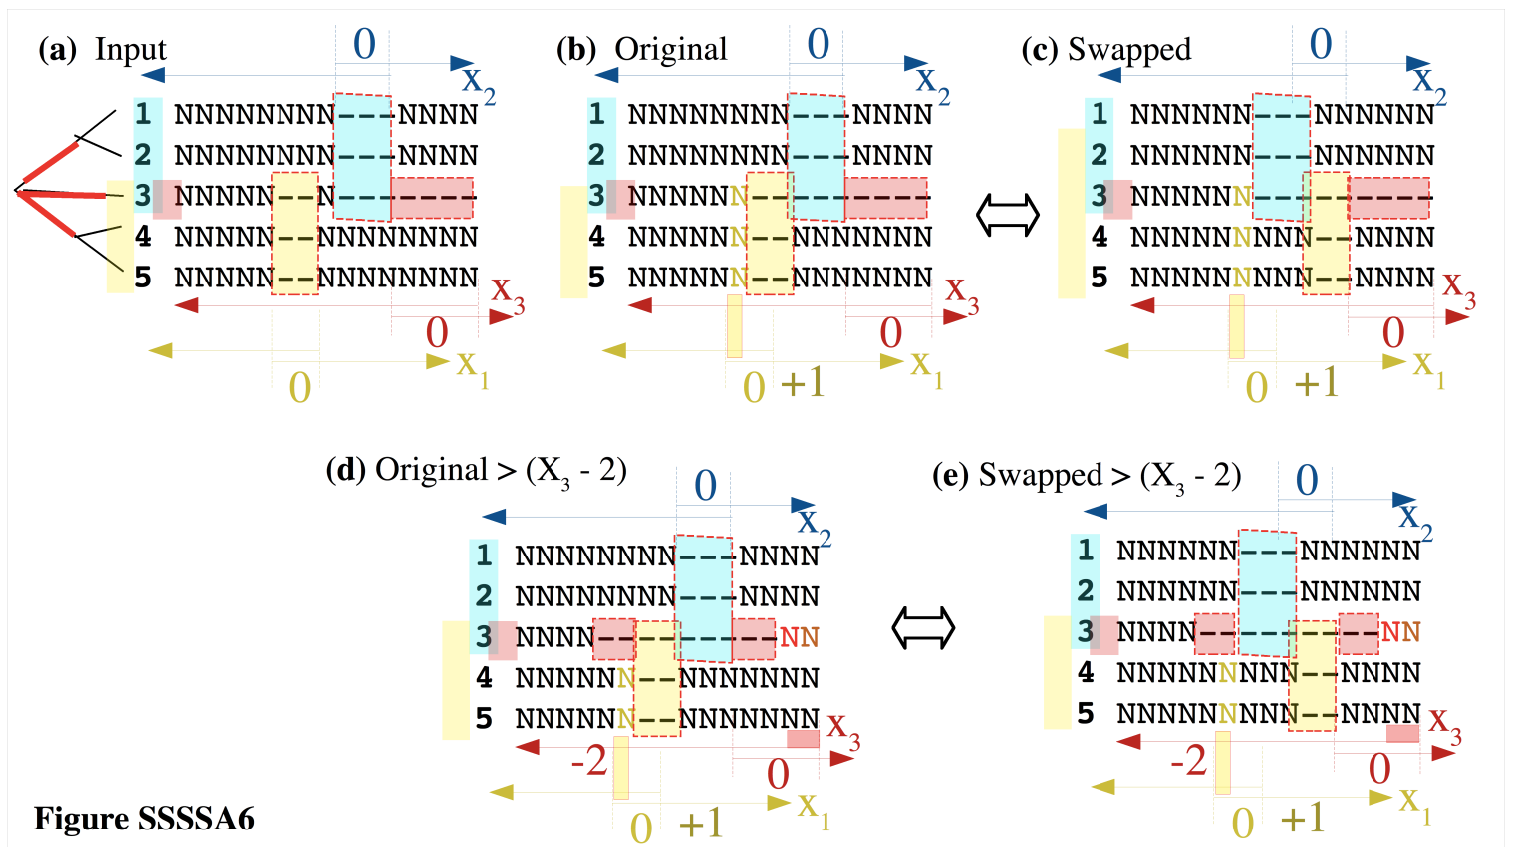 (a) Input
0
X2
1 NNNNNNNN---NNNN
2 NNNNNNNN---NNNN
3 NNNNN--N-------
4 NNNNN--NNNNNNNN
5 NNNNN--NNNNNNNN
X3
0
X1
0
(b) Original
0
X2
1 NNNNNNNN---NNNN
2 NNNNNNNN---NNNN
3 NNNNNN---------
4 NNNNNN--NNNNNNN
5 NNNNNN--NNNNNNN
X3
0
X1
0 +1
(c) Swapped
0
X2
1 NNNNNN---NNNNNN
2 NNNNNN---NNNNNN
3 NNNNNN---------
4 NNNNNNNNN--NNNN
5 NNNNNNNNN--NNNN
X3
0
X1
0 +1
(d) Original > (X3 - 2)
0
X2
1 NNNNNNNN---NNNN
2 NNNNNNNN---NNNN
3 NNNN---------NN
4 NNNNNN--NNNNNNN
5 NNNNNN--NNNNNNN
X3
-2 0
X1
0 +1
(e) Swapped > (X3 - 2)
0
X2
1 NNNNNN---NNNNNN
2 NNNNNN---NNNNNN
3 NNNN---------NN
4 NNNNNNNNN--NNNN
5 NNNNNNNNN--NNNN
X3
-2 0
X1
0 +1
Figure SSSSA6